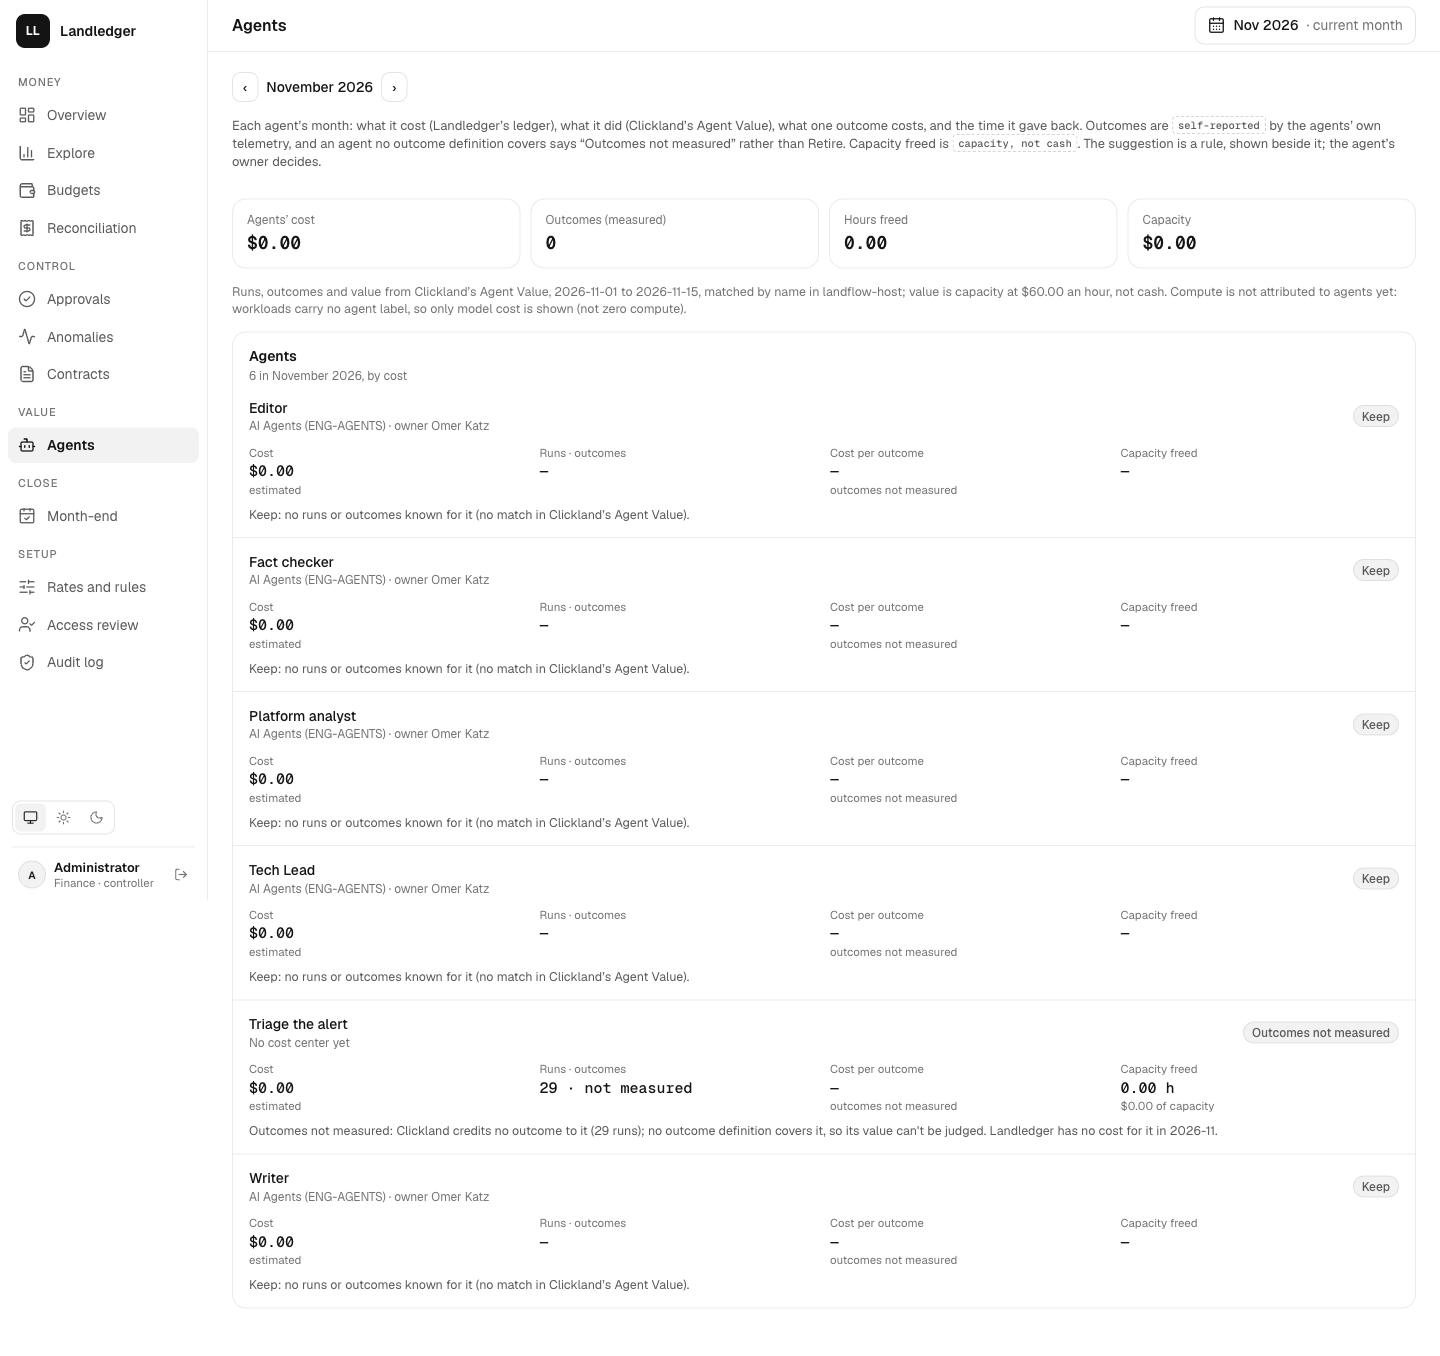 LL Landledger
MONEY
Overview
Explore
Budgets
Reconciliation
CONTROL
Approvals
Anomalies
Contracts
VALUE
Agents
CLOSE
Month-end
SETUP
Rates and rules
Access review
Audit log
A Administrator
Finance · controller
Agents
Nov 2026 · current month
‹ November 2026 ›
Each agent’s month: what it cost (Landledger’s ledger), what it did (Clickland’s Agent Value), what one outcome costs, and the time it gave back. Outcomes are self-reported by the agents’ own
telemetry, and an agent no outcome definition covers says “Outcomes not measured” rather than Retire. Capacity freed is capacity, not cash. The suggestion is a rule, shown beside it; the agent’s
owner decides.
Agents’ cost
$0.00
Outcomes (measured)
0
Hours freed
0.00
Capacity
$0.00
Runs, outcomes and value from Clickland’s Agent Value, 2026-11-01 to 2026-11-15, matched by name in landflow-host; value is capacity at $60.00 an hour, not cash. Compute is not attributed to agents yet:
workloads carry no agent label, so only model cost is shown (not zero compute).
Agents
6 in November 2026, by cost
Editor
AI Agents (ENG-AGENTS) · owner Omer Katz
Keep
Cost
$0.00
estimated
Runs · outcomes
—
Cost per outcome
—
outcomes not measured
Capacity freed
—
Keep: no runs or outcomes known for it (no match in Clickland’s Agent Value).
Fact checker
AI Agents (ENG-AGENTS) · owner Omer Katz
Keep
Cost
$0.00
estimated
Runs · outcomes
—
Cost per outcome
—
outcomes not measured
Capacity freed
—
Keep: no runs or outcomes known for it (no match in Clickland’s Agent Value).
Platform analyst
AI Agents (ENG-AGENTS) · owner Omer Katz
Keep
Cost
$0.00
estimated
Runs · outcomes
—
Cost per outcome
—
outcomes not measured
Capacity freed
—
Keep: no runs or outcomes known for it (no match in Clickland’s Agent Value).
Tech Lead
AI Agents (ENG-AGENTS) · owner Omer Katz
Keep
Cost
$0.00
estimated
Runs · outcomes
—
Cost per outcome
—
outcomes not measured
Capacity freed
—
Keep: no runs or outcomes known for it (no match in Clickland’s Agent Value).
Triage the alert
No cost center yet
Outcomes not measured
Cost
$0.00
estimated
Runs · outcomes
29 · not measured
Cost per outcome
—
outcomes not measured
Capacity freed
0.00 h
$0.00 of capacity
Outcomes not measured: Clickland credits no outcome to it (29 runs); no outcome definition covers it, so its value can't be judged. Landledger has no cost for it in 2026-11.
Writer
AI Agents (ENG-AGENTS) · owner Omer Katz
Keep
Cost
$0.00
estimated
Runs · outcomes
—
Cost per outcome
—
outcomes not measured
Capacity freed
—
Keep: no runs or outcomes known for it (no match in Clickland’s Agent Value).